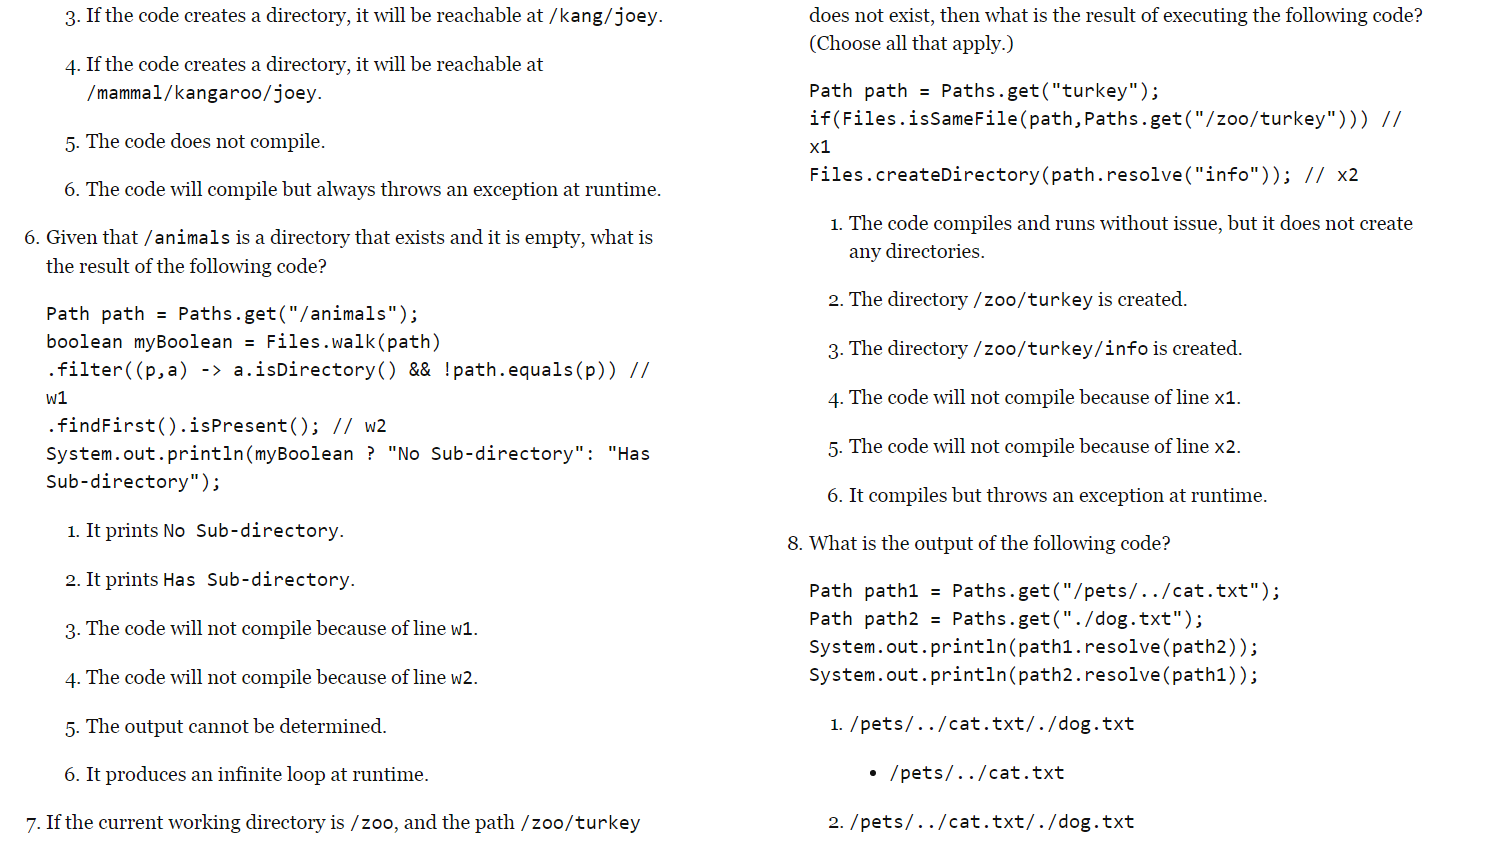 3. If the code creates a directory, it will be reachable at /kang/joey.
4. If the code creates a directory, it will be reachable at
/mammal/kangaroo/joey.
5. The code does not compile.
6. The code will compile but always throws an exception at runtime.
6. Given that /animals is a directory that exists and it is empty, what is
the result of the following code?
Path path = Paths.get("/animals");
boolean myBoolean = Files.walk(path)
.filter((p,a) -> a.isDirectory() && !path.equals(p)) //
w1
.findFirst().isPresent(); // w2
System.out.println(myBoolean ? "No Sub-directory": "Has
Sub-directory");
1. It prints No Sub-directory.
2. It prints Has Sub-directory.
3. The code will not compile because of line w1.
4. The code will not compile because of line w2.
5. The output cannot be determined.
6. It produces an infinite loop at runtime.
7. If the current working directory is /zoo, and the path /zoo/turkey
does not exist, then what is the result of executing the following code?
(Choose all that apply.)
Path path = Paths.get("turkey");
if(Files.isSameFile(path,Paths.get("/zoo/turkey"))) //
x1
Files.createDirectory(path.resolve("info")); // x2
1. The code compiles and runs without issue, but it does not create
any directories.
2. The directory /zoo/turkey is created.
3. The directory /zoo/turkey/info is created.
4. The code will not compile because of line x1.
5. The code will not compile because of line x2.
6. It compiles but throws an exception at runtime.
8. What is the output of the following code?
Path path1 = Paths.get("/pets/../cat.txt");
Path path2 = Paths.get("./dog.txt");
System.out.println(path1.resolve(path2));
System.out.println(path2.resolve(path1));
1. /pets/../cat.txt/./dog.txt
• /pets/../cat.txt
2. /pets/../cat.txt/./dog.txt